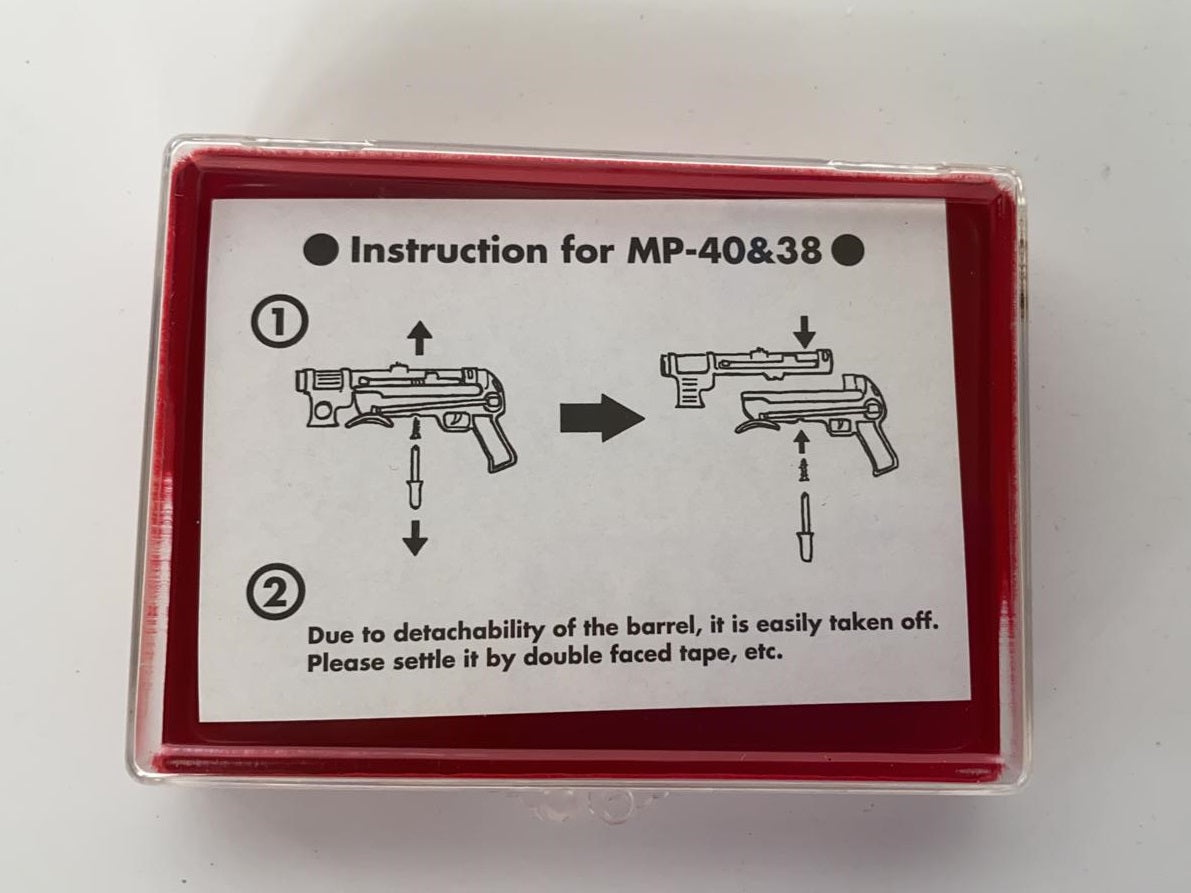 ● Instruction for MP-40&38 ●
①
②
Due to detachability of the barrel, it is easily taken off.
Please settle it by double faced tape, etc.